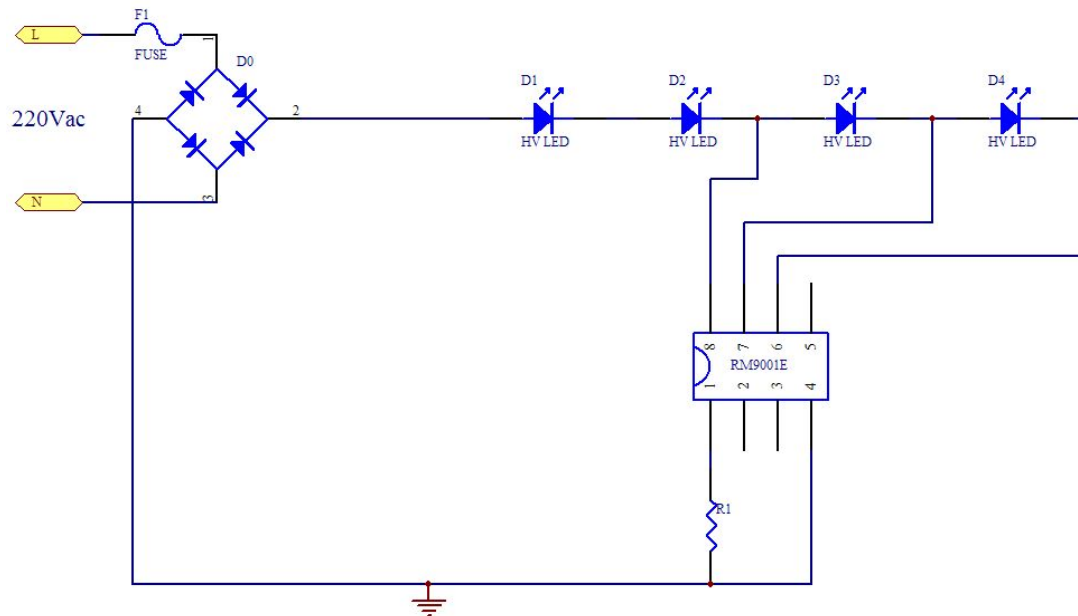 F1
L
FUSE
1
D0
220Vac
4
2
N
3
D1
D2
D3
D4
HV LED
HV LED
HV LED
HV LED
8 7 6 5
RM9001E
1 2 3 4
R1